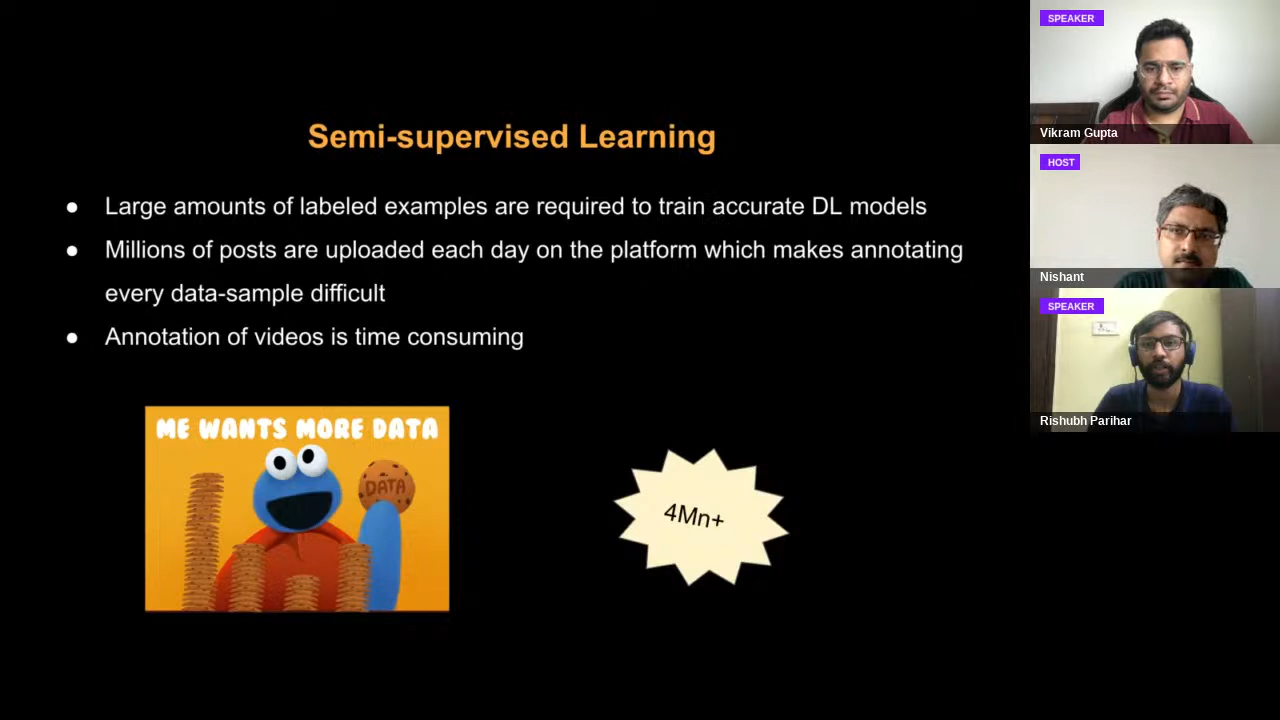 Semi-supervised Learning
● Large amounts of labeled examples are required to train accurate DL models
● Millions of posts are uploaded each day on the platform which makes annotating
every data-sample difficult
● Annotation of videos is time consuming
ME WANTS MORE DATA
DATA
4Mn+
SPEAKER
Vikram Gupta
HOST
Nishant
SPEAKER
Rishubh Parihar